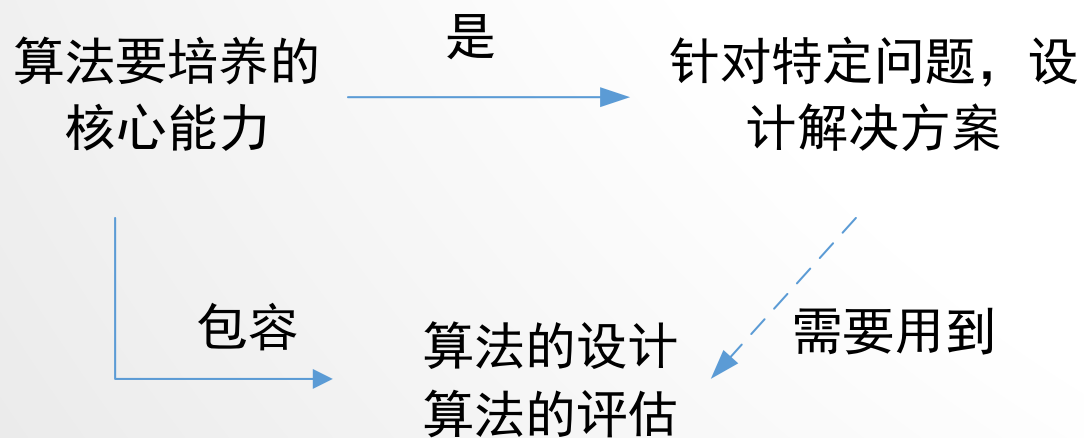 算法要培养的
核心能力
是
针对特定问题，设
计解决方案
包容
算法的设计
算法的评估
需要用到